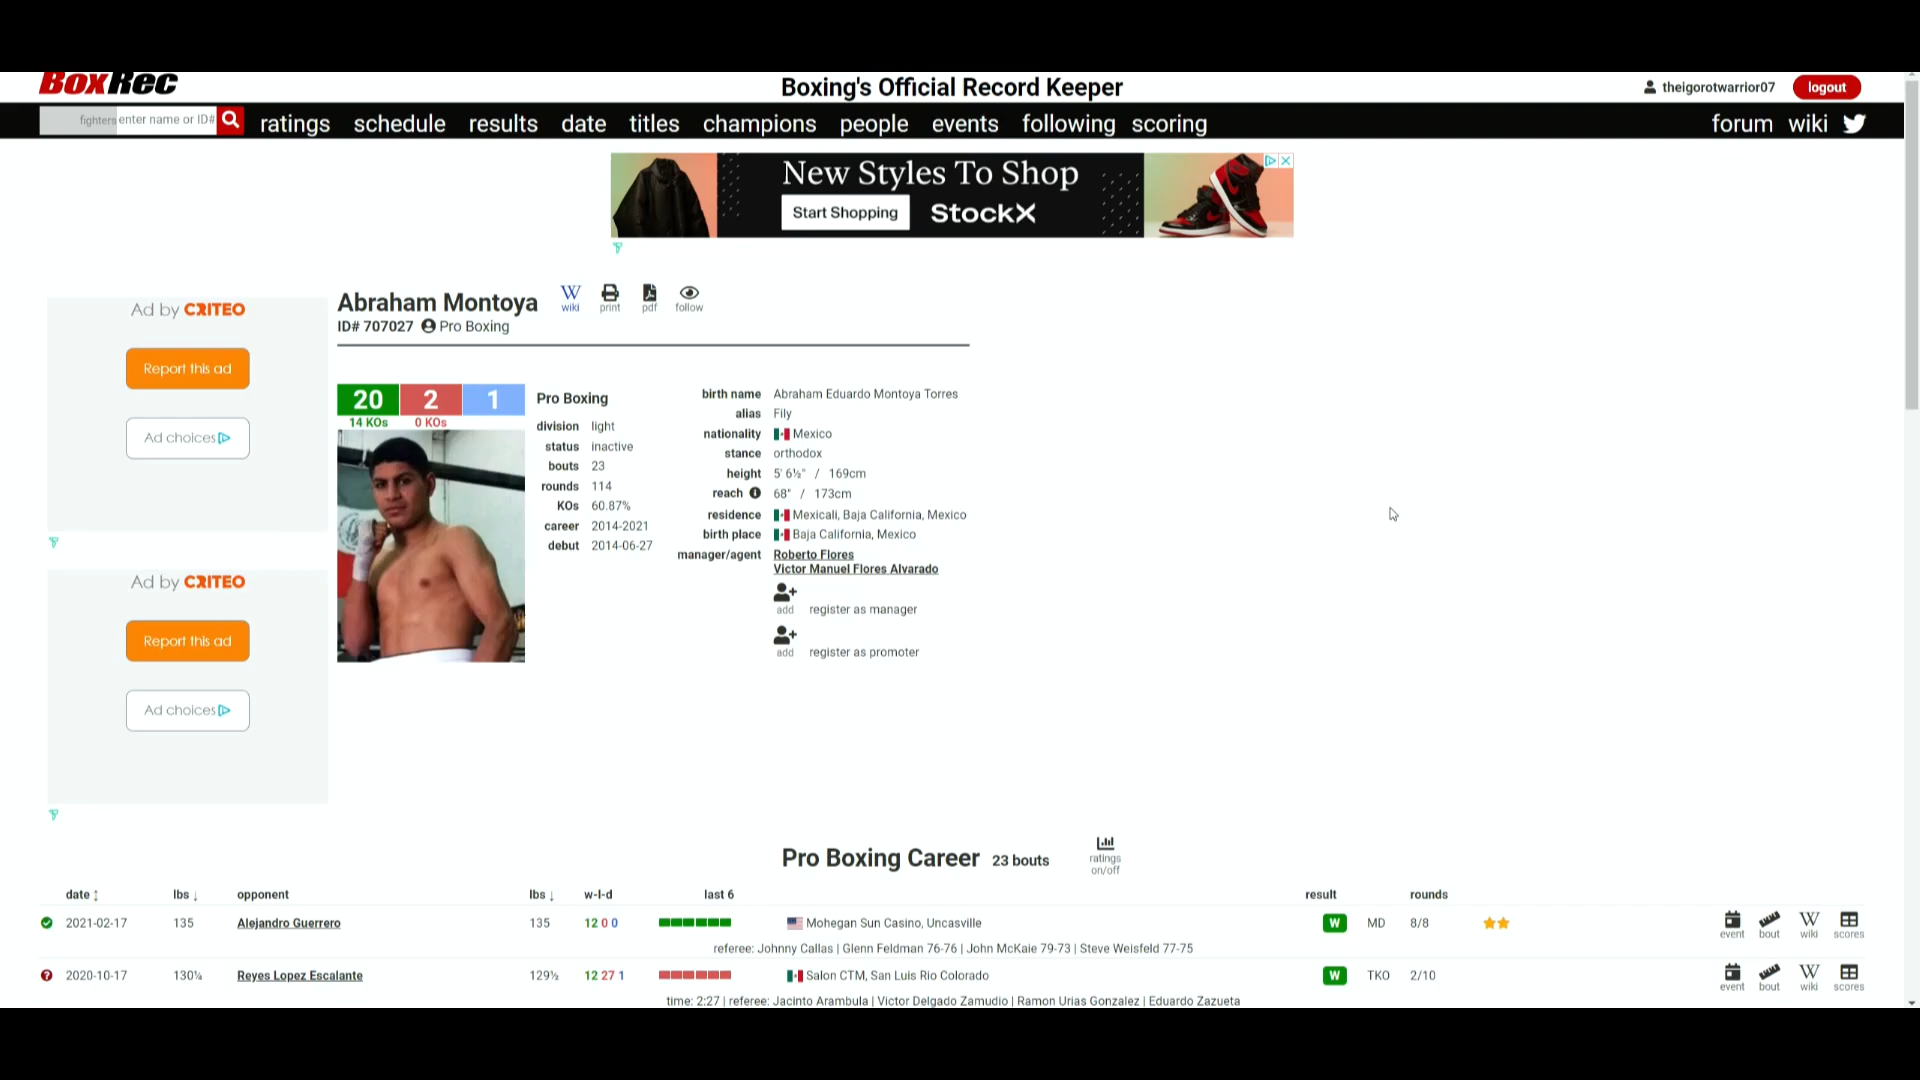 BoxRec
Boxing's Official Record Keeper
theigorotwarrior07
logout
fighters enter name or ID#
ratings schedule results date titles champions people events following scoring
forum wiki
New Styles To Shop
Start Shopping StockX
Ad by CRITEO
Report this ad
Ad choices
Ad by CRITEO
Report this ad
Ad choices
Abraham Montoya
wiki print pdf follow
ID# 707027 Pro Boxing
20 2 1
14 KOs 0 KOs
Pro Boxing
division light
status inactive
bouts 23
rounds 114
KOs 60.87%
career 2014-2021
debut 2014-06-27
birth name Abraham Eduardo Montoya Torres
alias Fily
nationality Mexico
stance orthodox
height 5' 6½" / 169cm
reach 68" / 173cm
residence Mexicali, Baja California, Mexico
birth place Baja California, Mexico
manager/agent Roberto Flores
Victor Manuel Flores Alvarado
add register as manager
add register as promoter
Pro Boxing Career 23 bouts
ratings
on/off
date lbs opponent lbs w-l-d last 6 result rounds
2021-02-17 135 Alejandro Guerrero 135 12 0 0 Mohegan Sun Casino, Uncasville W MD 8/8
event bout wiki scores
referee: Johnny Callas | Glenn Feldman 76-76 | John McKaie 79-73 | Steve Weisfeld 77-75
2020-10-17 130¼ Reyes Lopez Escalante 129½ 12 27 1 Salon CTM, San Luis Rio Colorado W TKO 2/10
event bout wiki scores
time: 2:27 | referee: Jacinto Arambula | Victor Delgado Zamudio | Ramon Urias Gonzalez | Eduardo Zazueta